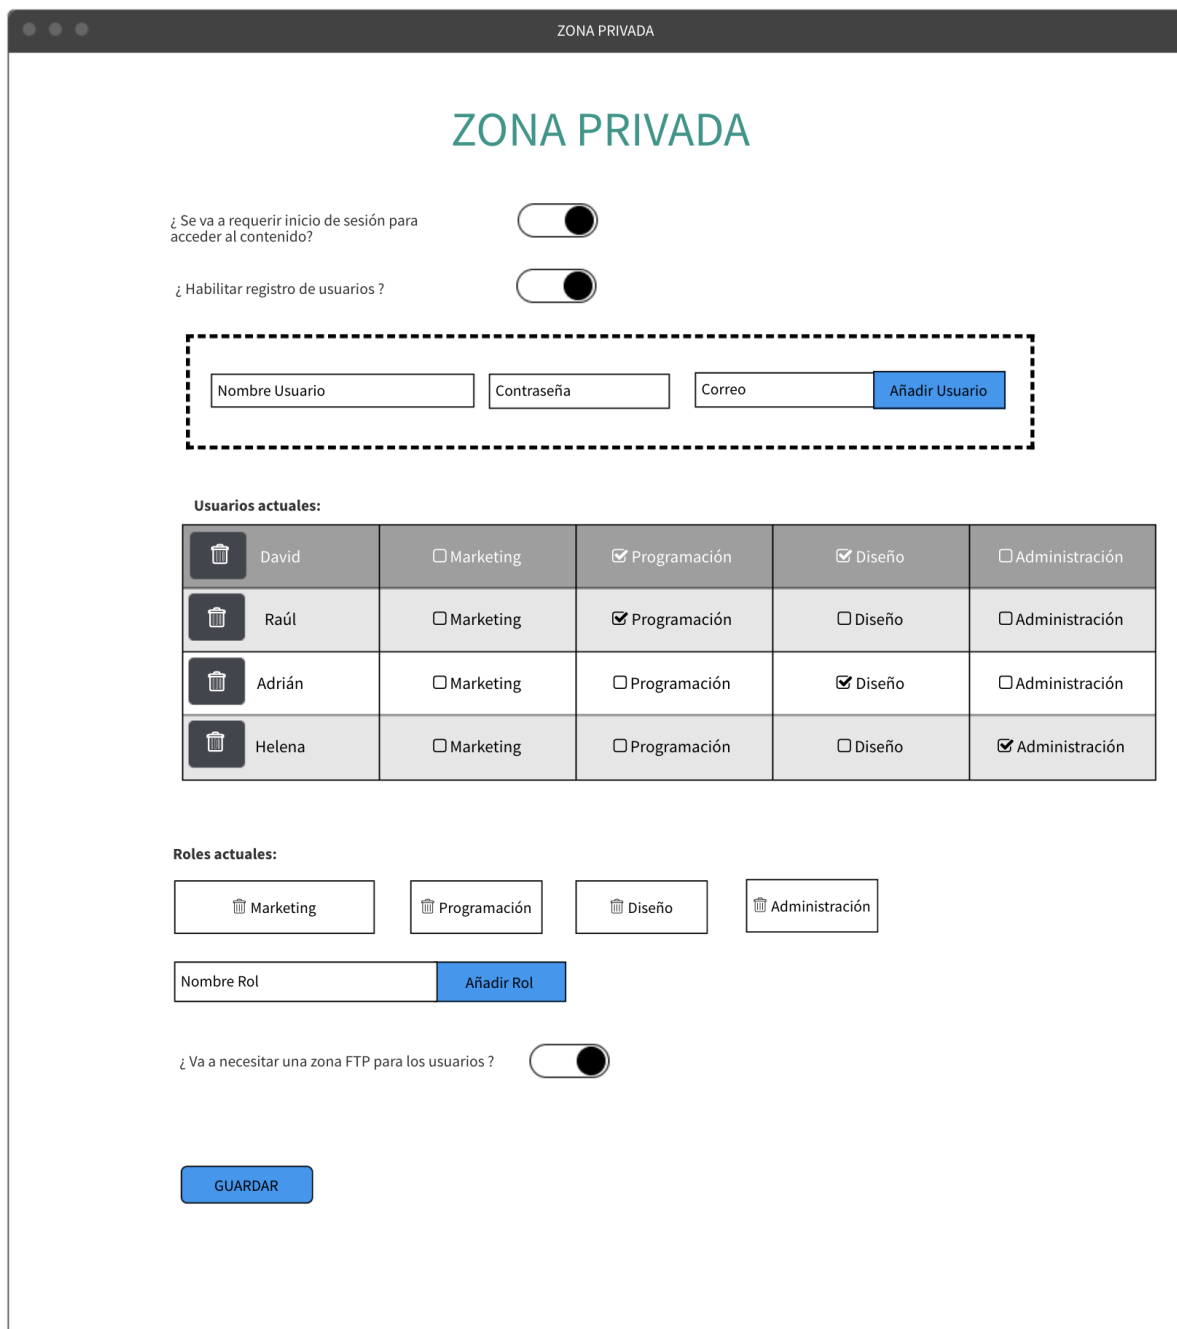 ZONA PRIVADA
ZONA PRIVADA
¿ Se va a requerir inicio de sesión para
acceder al contenido?
¿ Habilitar registro de usuarios ?
Nombre Usuario Contraseña Correo Añadir Usuario
Usuarios actuales:
David Marketing Programación Diseño Administración
Raúl Marketing Programación Diseño Administración
Adrián Marketing Programación Diseño Administración
Helena Marketing Programación Diseño Administración
Roles actuales:
Marketing Programación Diseño Administración
Nombre Rol Añadir Rol
¿ Va a necesitar una zona FTP para los usuarios ?
GUARDAR